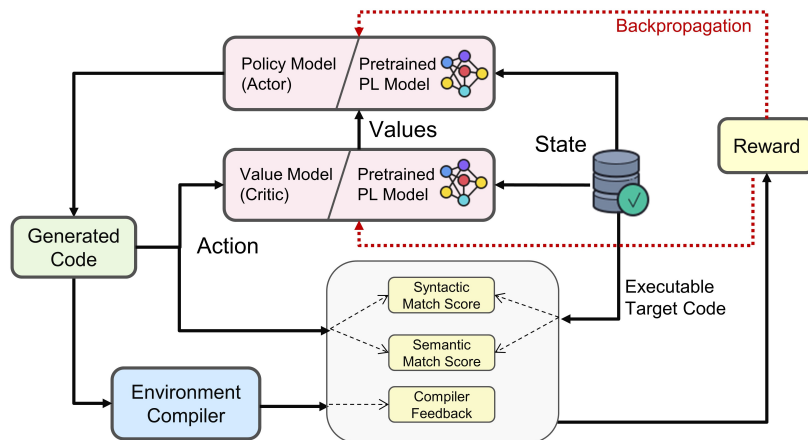 Backpropagation
Policy Model
(Actor)
Pretrained
PL Model
Values
State
Reward
Value Model
(Critic)
Pretrained
PL Model
Generated
Code
Action
Executable
Target Code
Syntactic
Match Score
Semantic
Match Score
Compiler
Feedback
Environment
Compiler